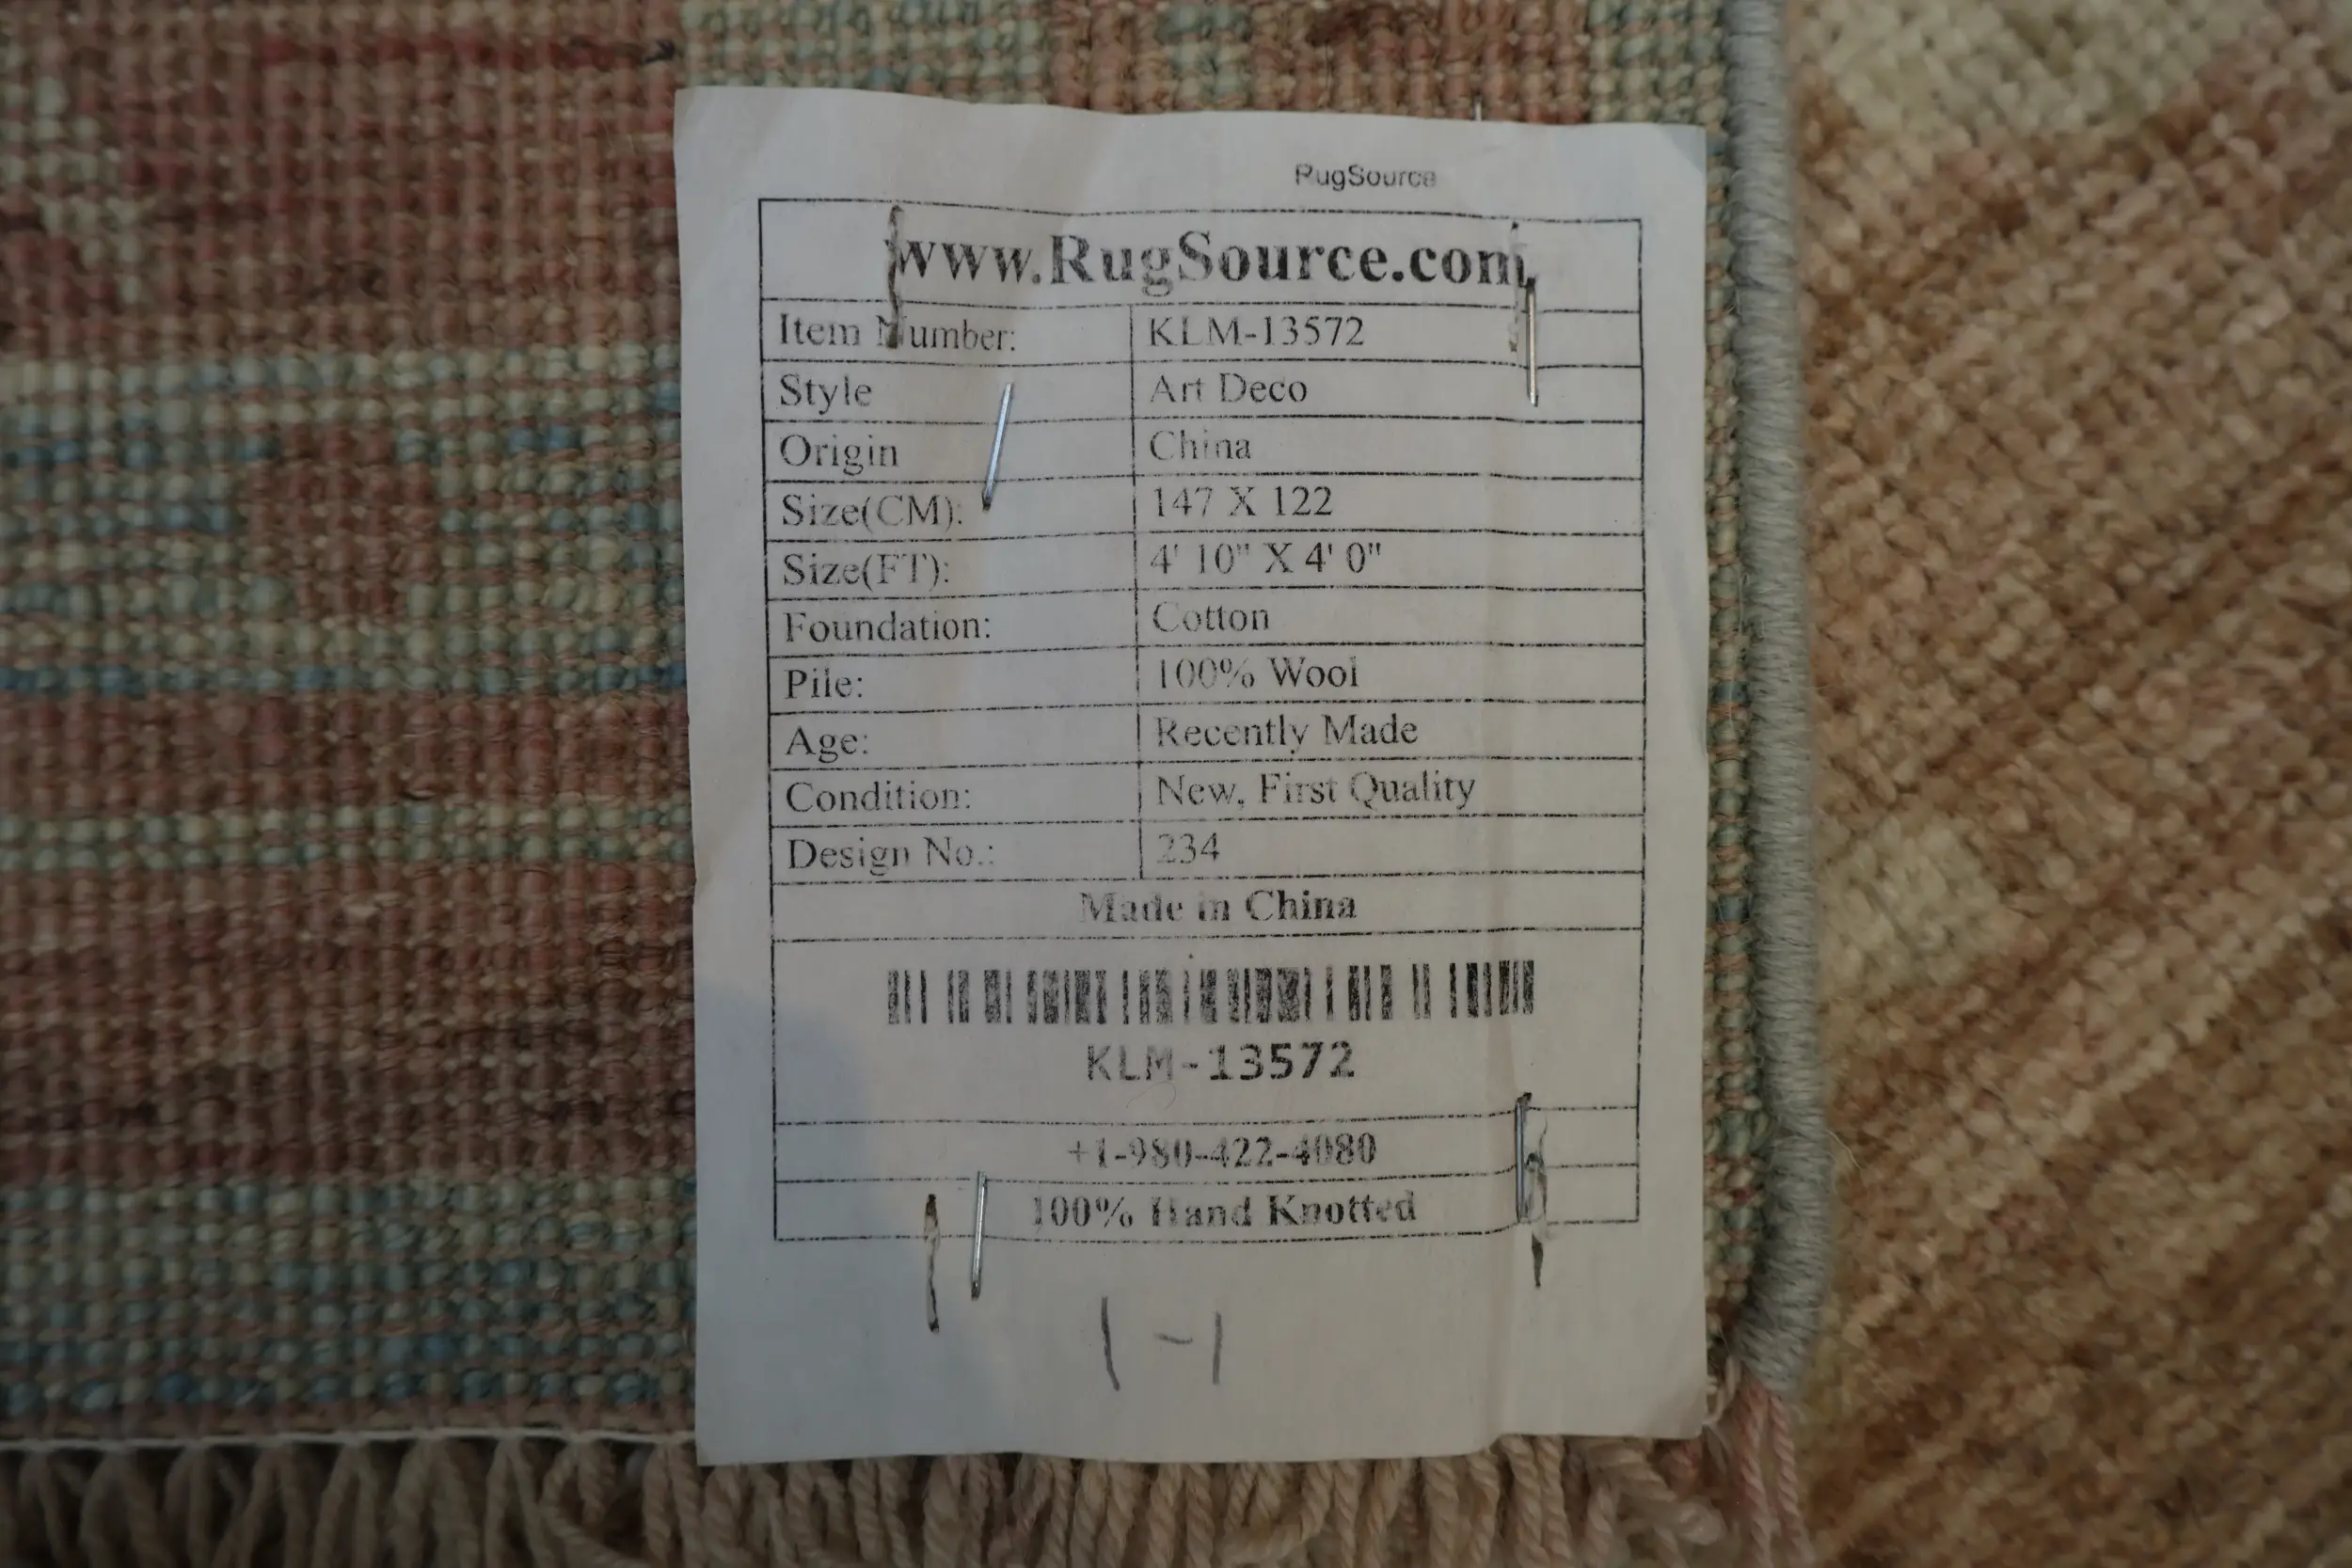 RugSource
www.RugSource.com
Item Number: KLM-13572
Style Art Deco
Origin China
Size(CM): 147 X 122
Size(FT): 4' 10" X 4' 0"
Foundation: Cotton
Pile: 100% Wool
Age: Recently Made
Condition: New, First Quality
Design No.: 234
Made in China
KLM-13572
+1-980-422-4080
100% Hand Knotted
1-1